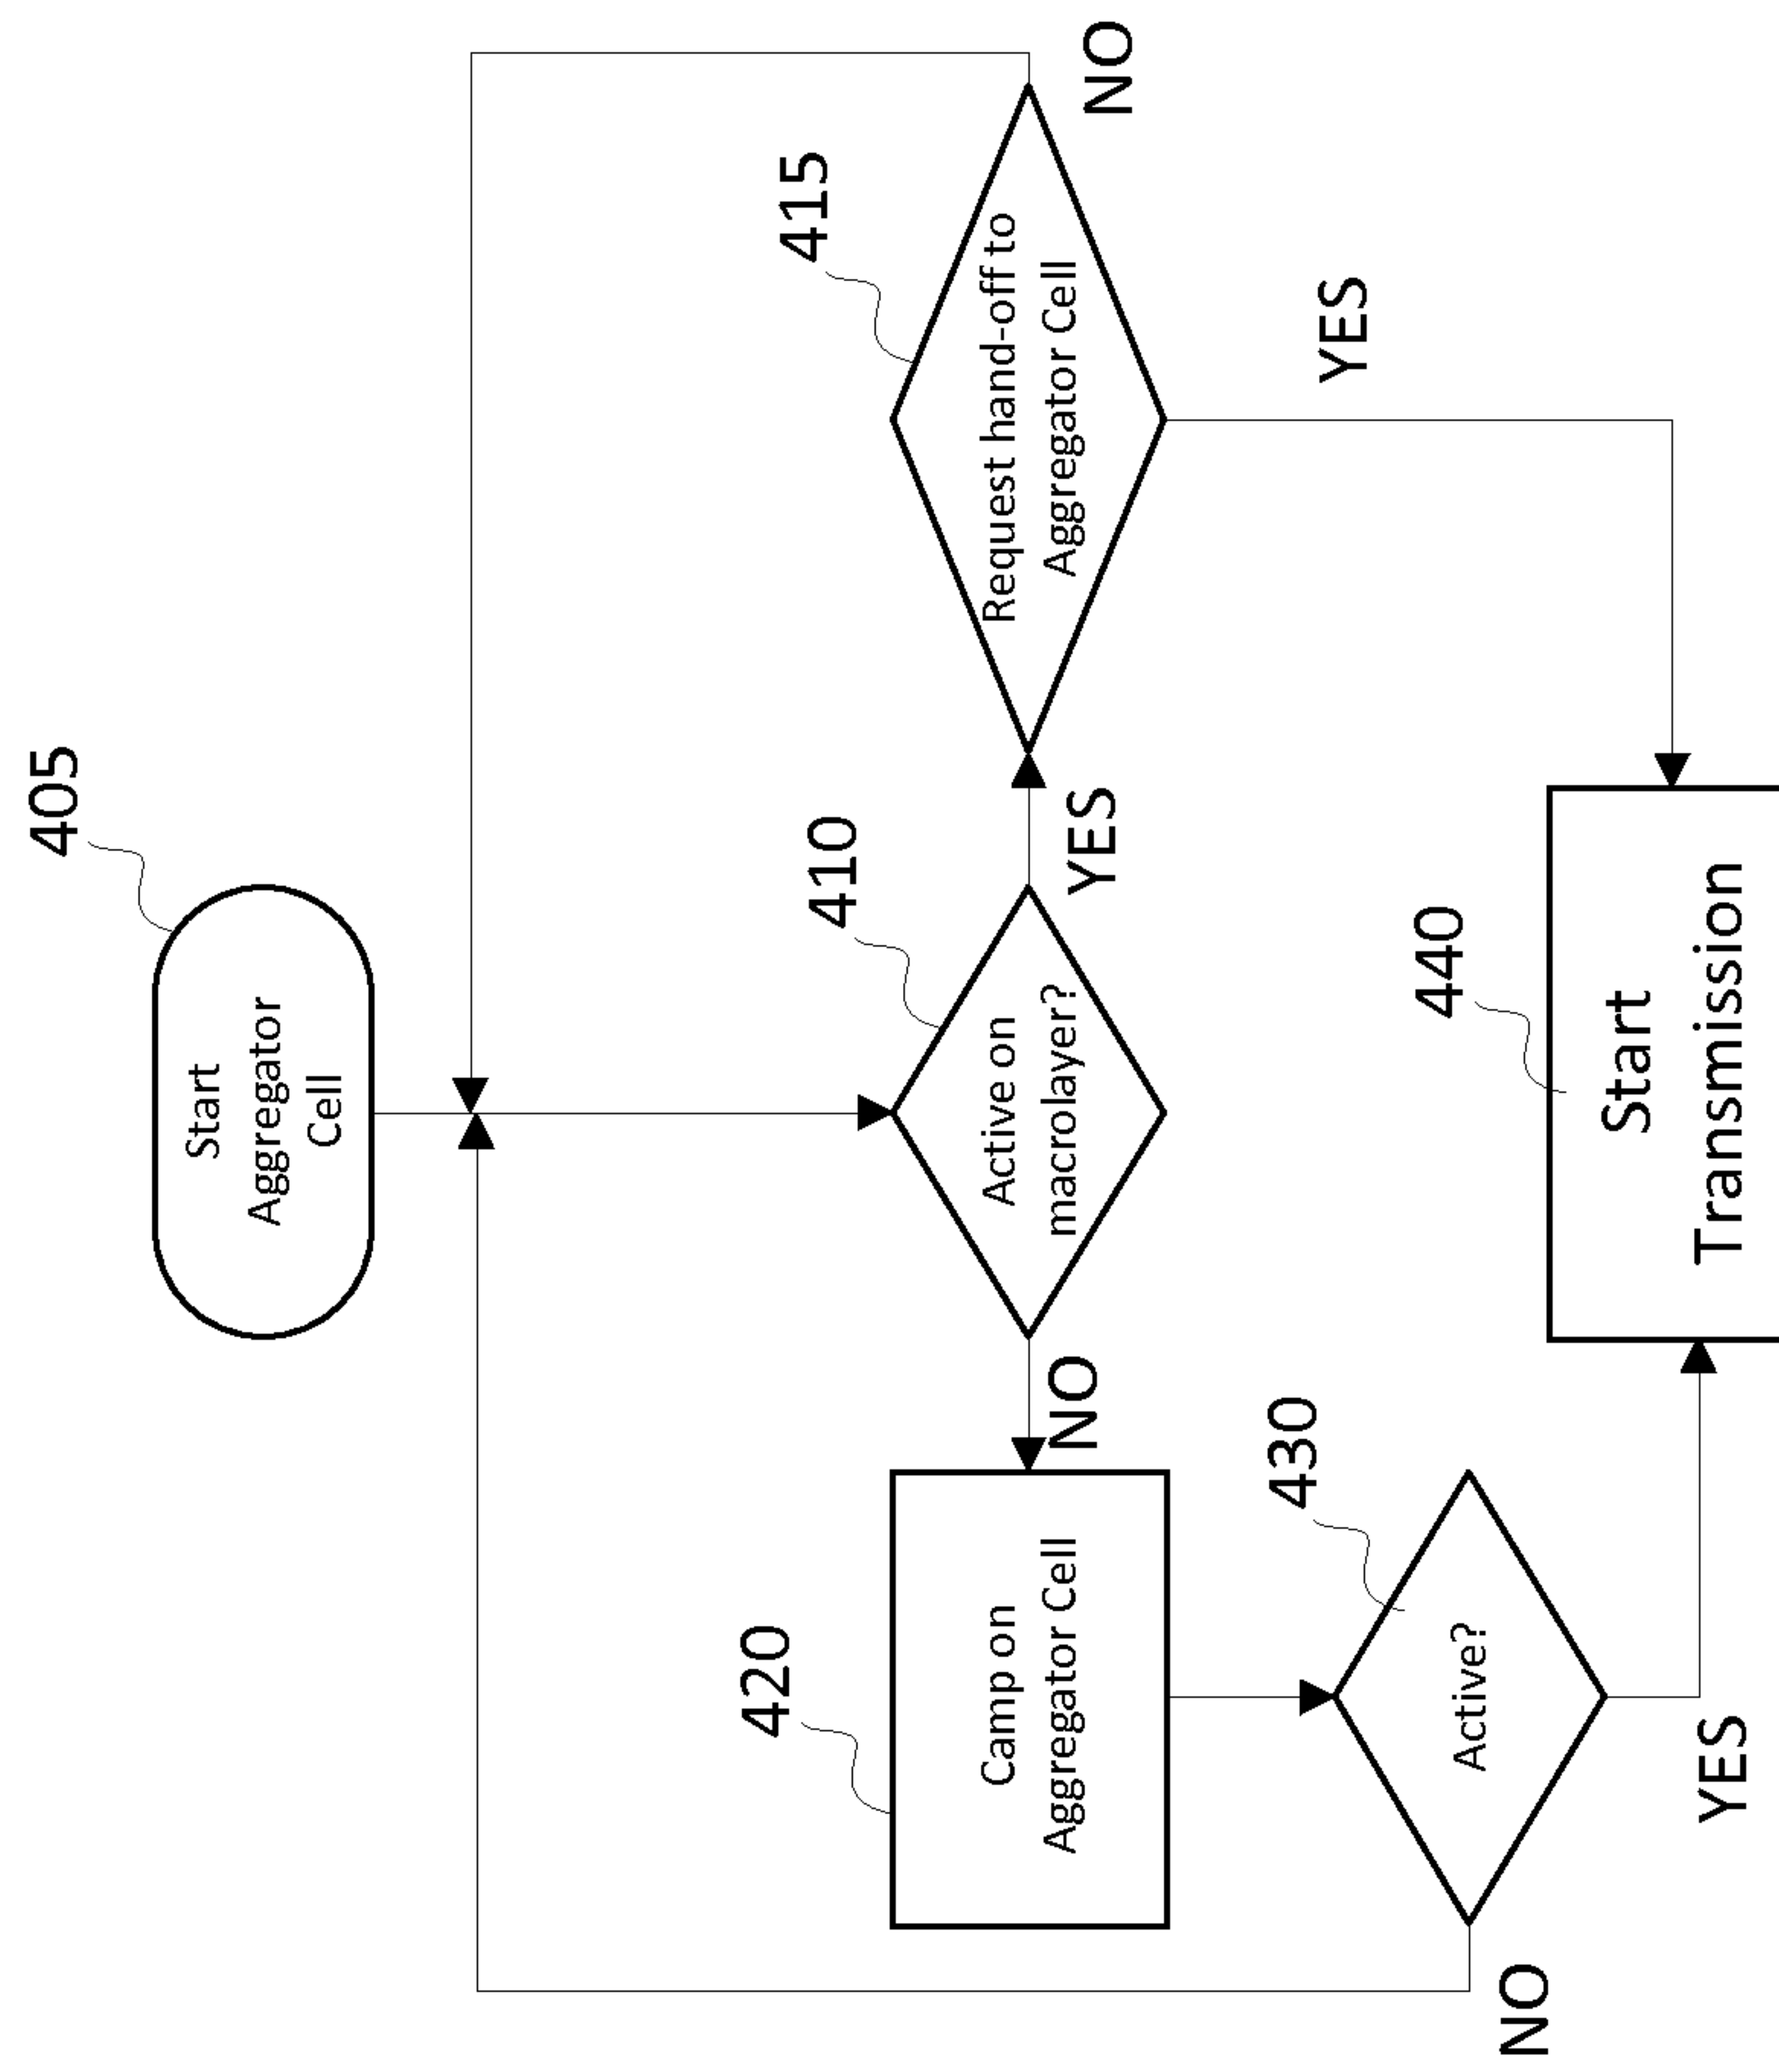 405
Start
Aggregator
Cell
410
Active on
macrolayer?
YES
415
Request hand-off to
Aggregator Cell
NO
YES
NO
420
Camp on
Aggregator Cell
430
Active?
NO
YES
440
Start
Transmission